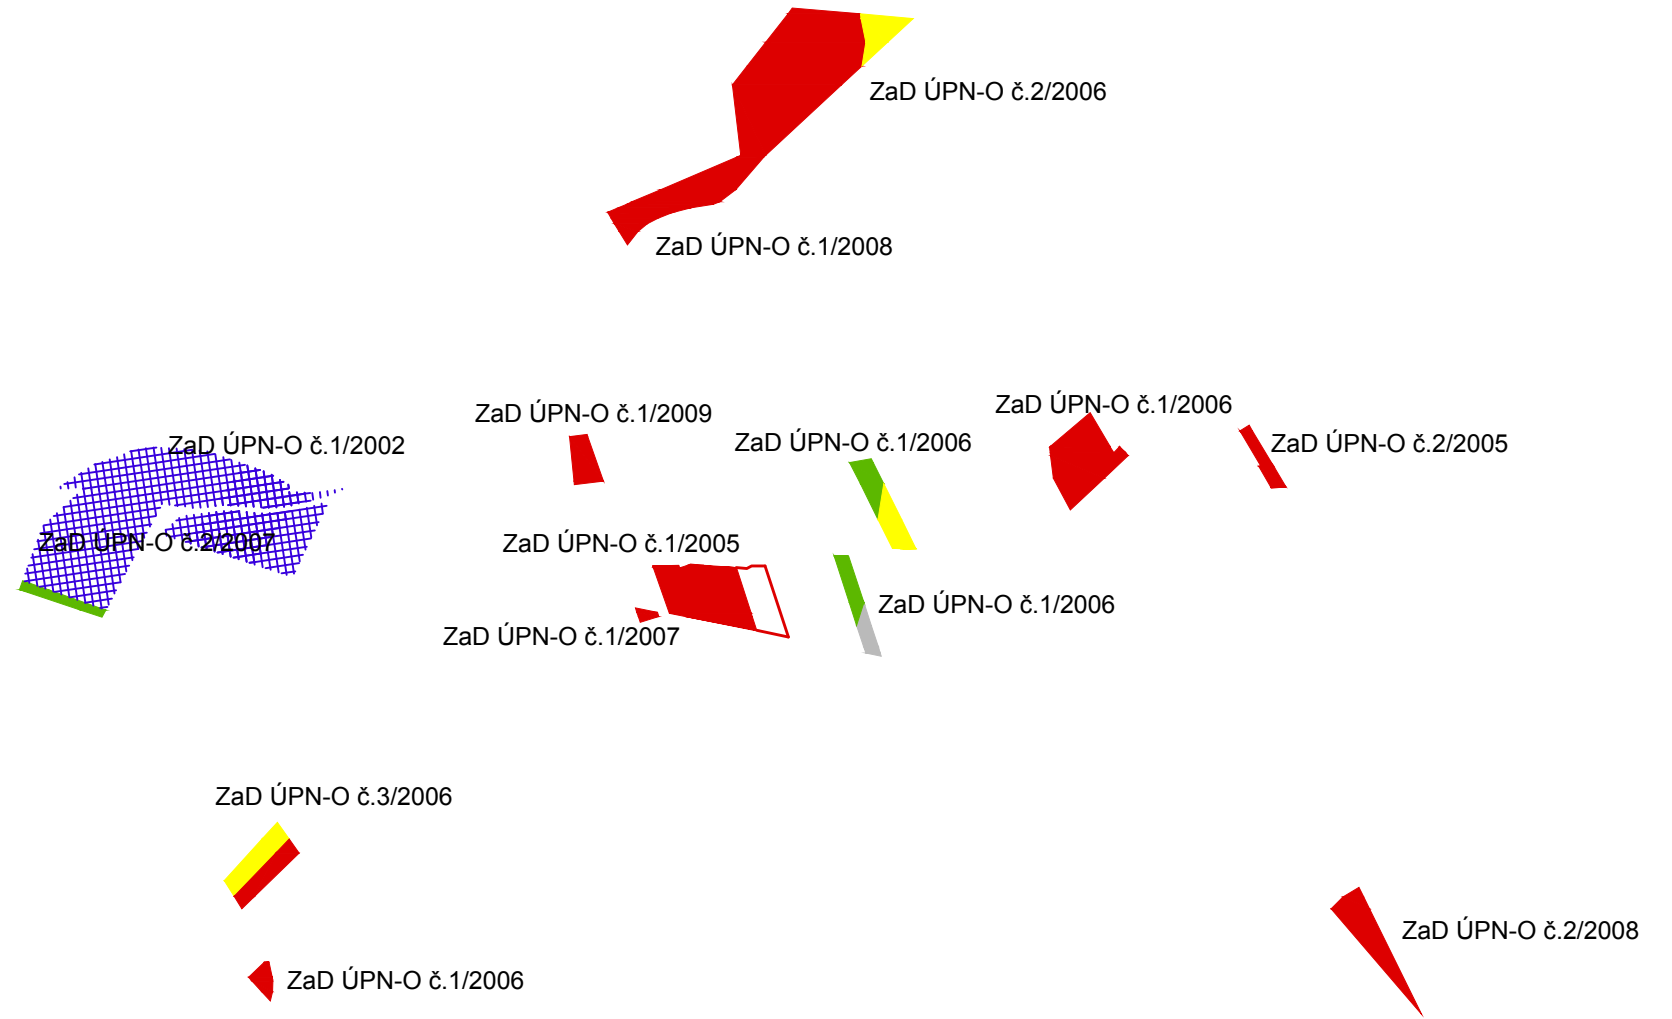 ZaD ÚPN-O č.2/2006
ZaD ÚPN-O č.1/2008
ZaD ÚPN-O č.1/2006
ZaD ÚPN-O č.1/2009
ZaD ÚPN-O č.1/2006
ZaD ÚPN-O č.2/2005
ZaD ÚPN-O č.1/2002
ZaD ÚPN-O č.2/2007
ZaD ÚPN-O č.1/2005
ZaD ÚPN-O č.1/2006
ZaD ÚPN-O č.1/2007
ZaD ÚPN-O č.3/2006
ZaD ÚPN-O č.2/2008
ZaD ÚPN-O č.1/2006